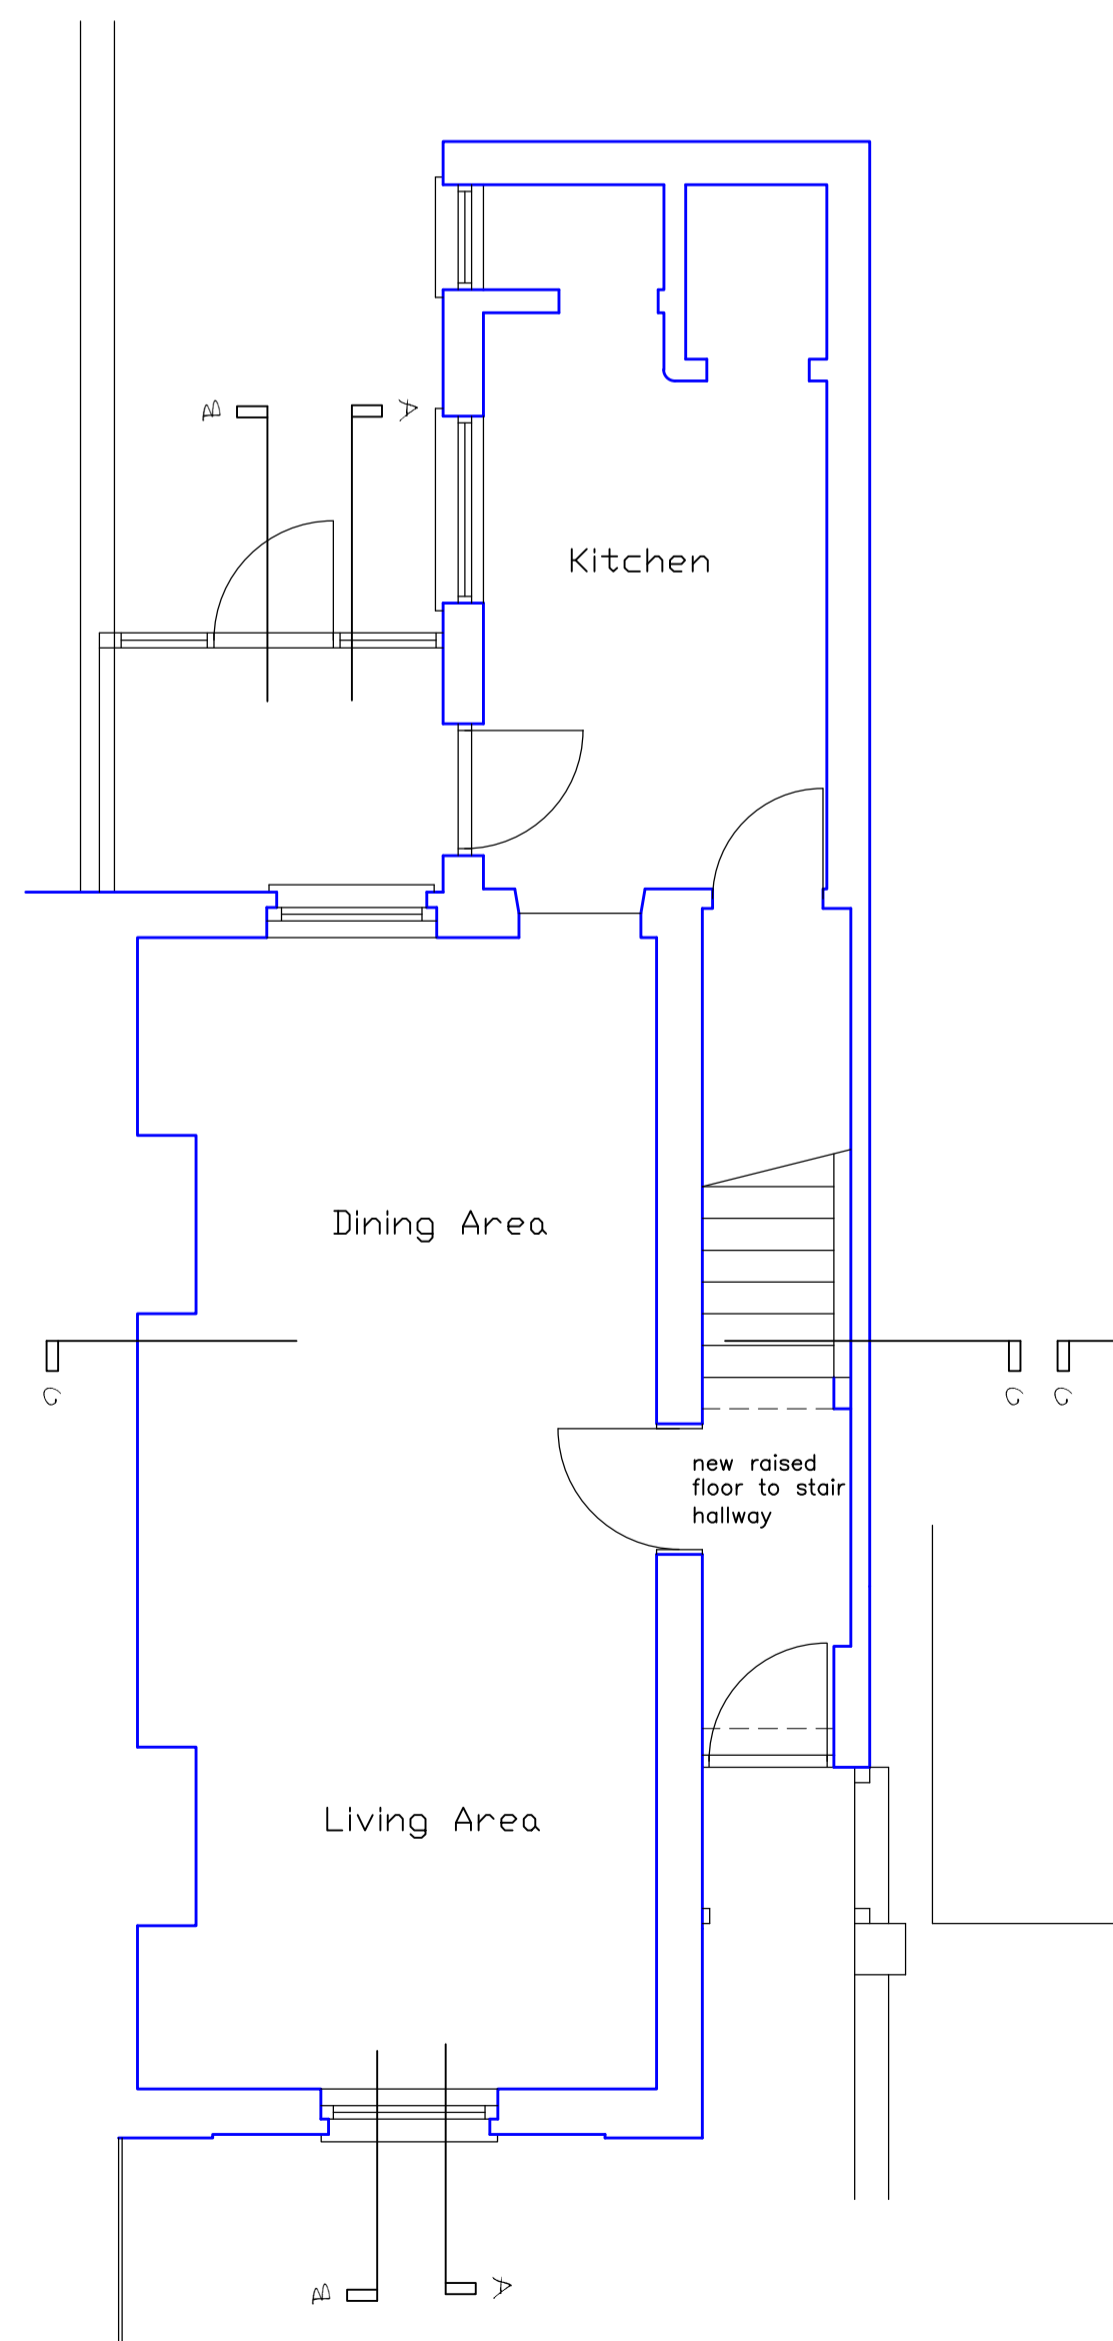 B
A
Kitchen
Dining Area
C
C
C
new raised
floor to stair
hallway
Living Area
B
A